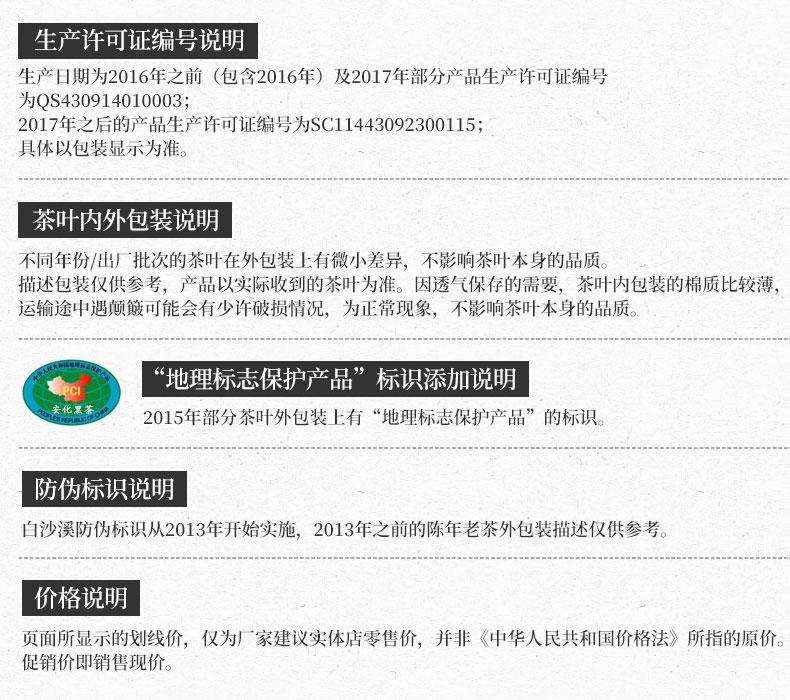 生产许可证编号说明
生产日期为2016年之前（包含2016年）及2017年部分产品生产许可证编号
为QS430914010003；
2017年之后的产品生产许可证编号为SC11443092300115；
具体以包装显示为准。
茶叶内外包装说明
不同年份/出厂批次的茶叶在外包装上有微小差异，不影响茶叶本身的品质。
描述包装仅供参考，产品以实际收到的茶叶为准。因透气保存的需要，茶叶内包装的棉质比较薄，
运输途中遇颠簸可能会有少许破损情况，为正常现象，不影响茶叶本身的品质。
中华人民共和国地理标志保护产品
PCI
安化黑茶
PEOPLE'S REPUBLIC OF CHINA
“地理标志保护产品”标识添加说明
2015年部分茶叶外包装上有“地理标志保护产品”的标识。
防伪标识说明
白沙溪防伪标识从2013年开始实施，2013年之前的陈年老茶外包装描述仅供参考。
价格说明
页面所显示的划线价，仅为厂家建议实体店零售价，并非《中华人民共和国价格法》所指的原价。
促销价即销售现价。